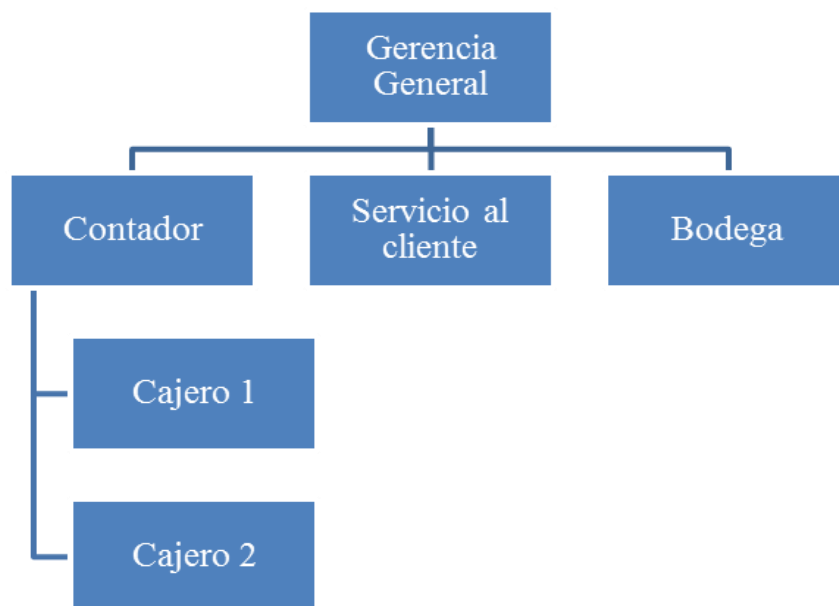 Gerencia
General
Contador
Servicio al
cliente
Bodega
Cajero 1
Cajero 2